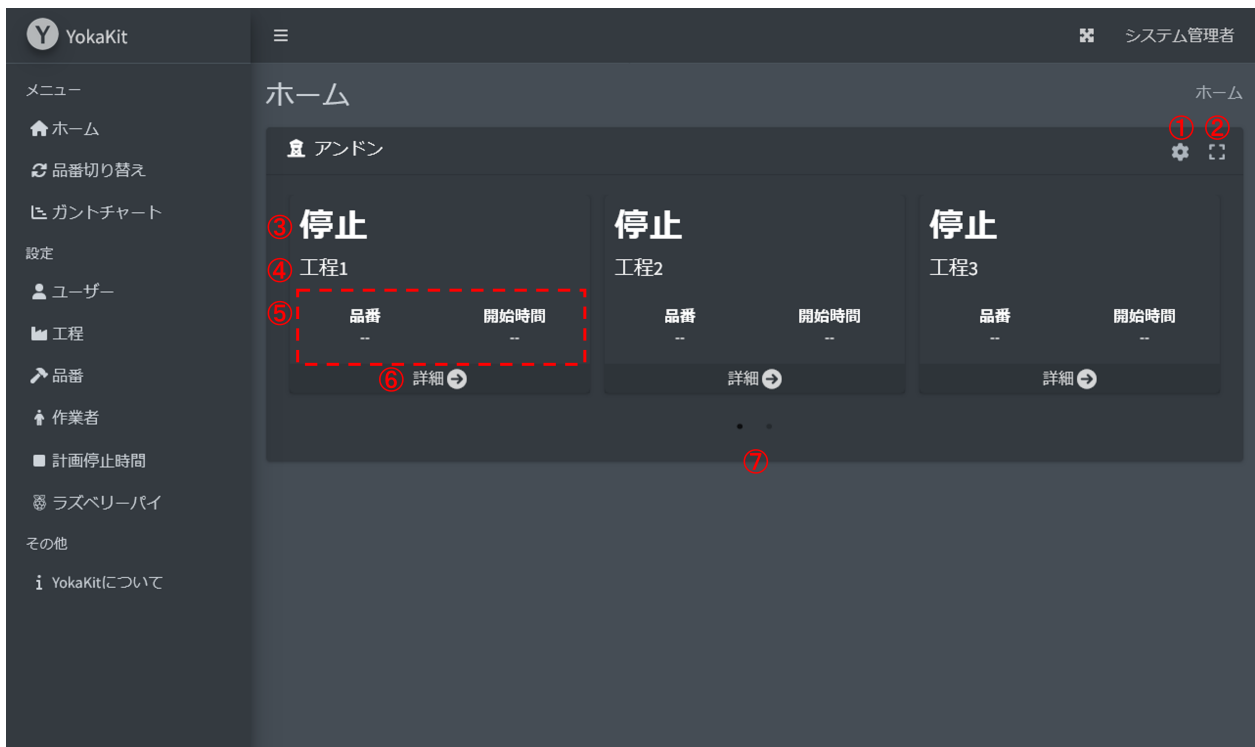 YokaKit
システム管理者
メニュー
ホーム
品番切り替え
ガントチャート
設定
ユーザー
工程
品番
作業者
計画停止時間
ラズベリーパイ
その他
YokaKitについて
ホーム
ホーム
① ②
アンドン
③ 停止
④ 工程1
⑤ 品番 開始時間
-- --
⑥ 詳細
停止
工程2
品番 開始時間
-- --
詳細
停止
工程3
品番 開始時間
-- --
詳細
⑦